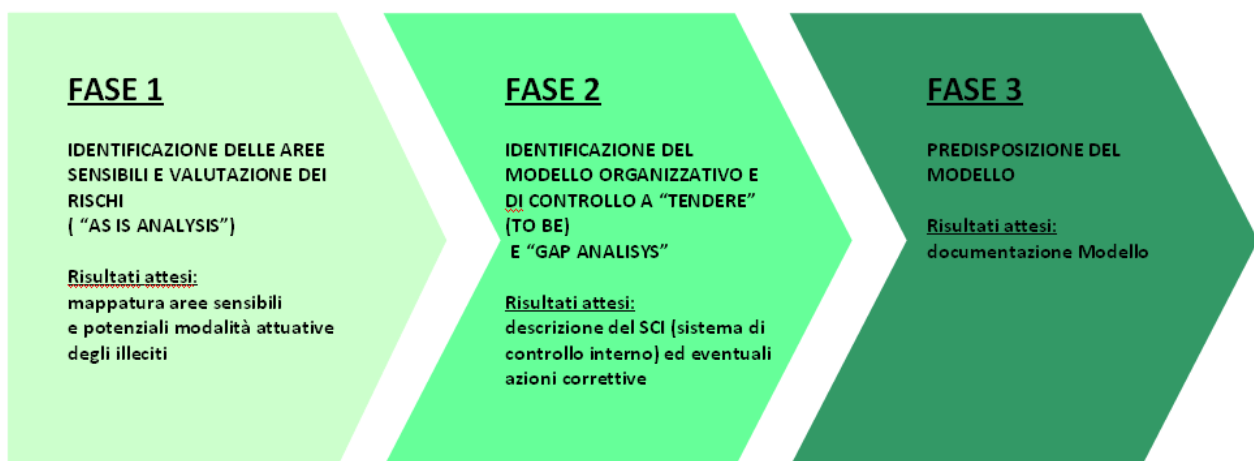 FASE 1
IDENTIFICAZIONE DELLE AREE
SENSIBILI E VALUTAZIONE DEI
RISCHI
( “AS IS ANALYSIS”)
Risultati attesi:
mappatura aree sensibili
e potenziali modalità attuative
degli illeciti
FASE 2
IDENTIFICAZIONE DEL
MODELLO ORGANIZZATIVO E
DI CONTROLLO A “TENDERE”
(TO BE)
E “GAP ANALISYS”
Risultati attesi:
descrizione del SCI (sistema di
controllo interno) ed eventuali
azioni correttive
FASE 3
PREDISPOSIZIONE DEL
MODELLO
Risultati attesi:
documentazione Modello